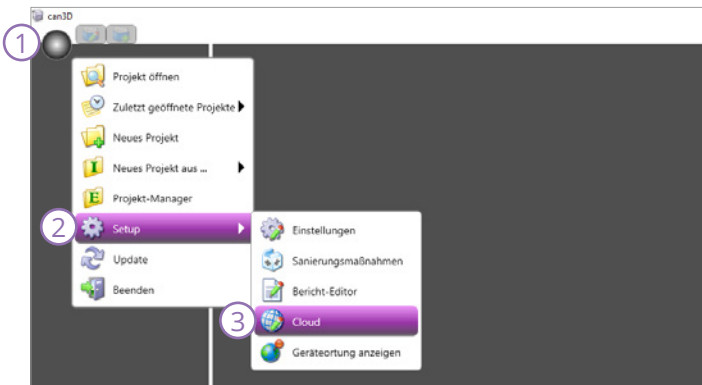 can3D
1
Projekt öffnen
Zuletzt geöffnete Projekte
Neues Projekt
I Neues Projekt aus ...
E Projekt-Manager
2 Setup
Einstellungen
Update
Sanierungsmaßnahmen
Beenden
Bericht-Editor
3 Cloud
Geräteortung anzeigen